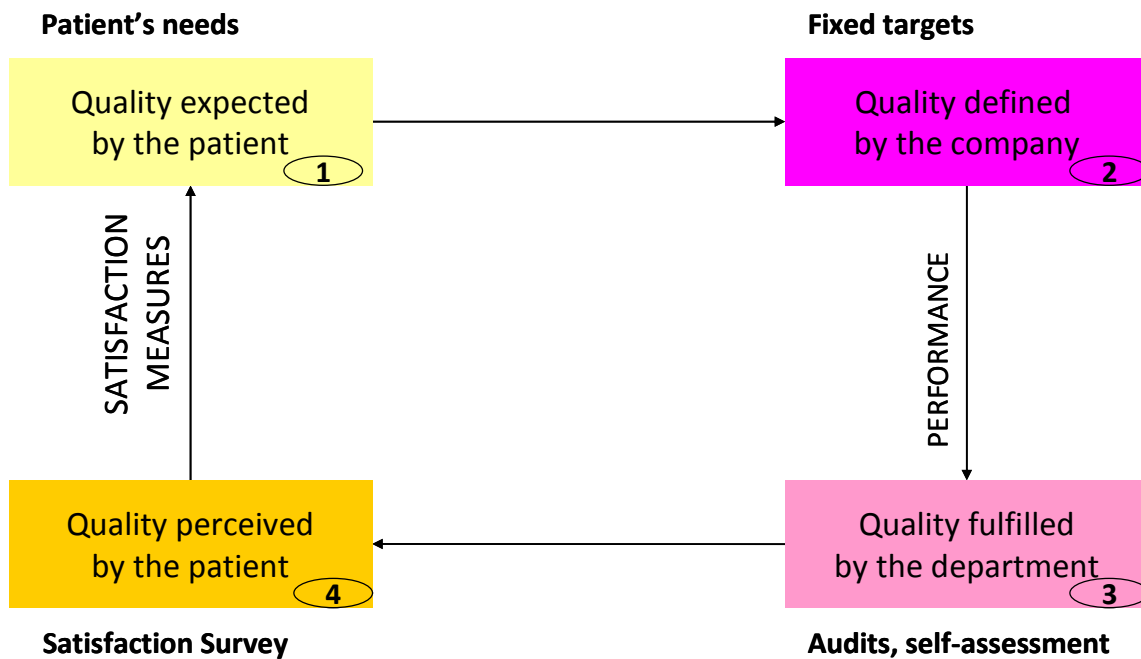 Patient's needs
Fixed targets
Quality expected
by the patient
1
Quality defined
by the company
2
SATISFACTION
MEASURES
PERFORMANCE
Quality perceived
by the patient
4
Quality fulfilled
by the department
3
Satisfaction Survey
Audits, self-assessment